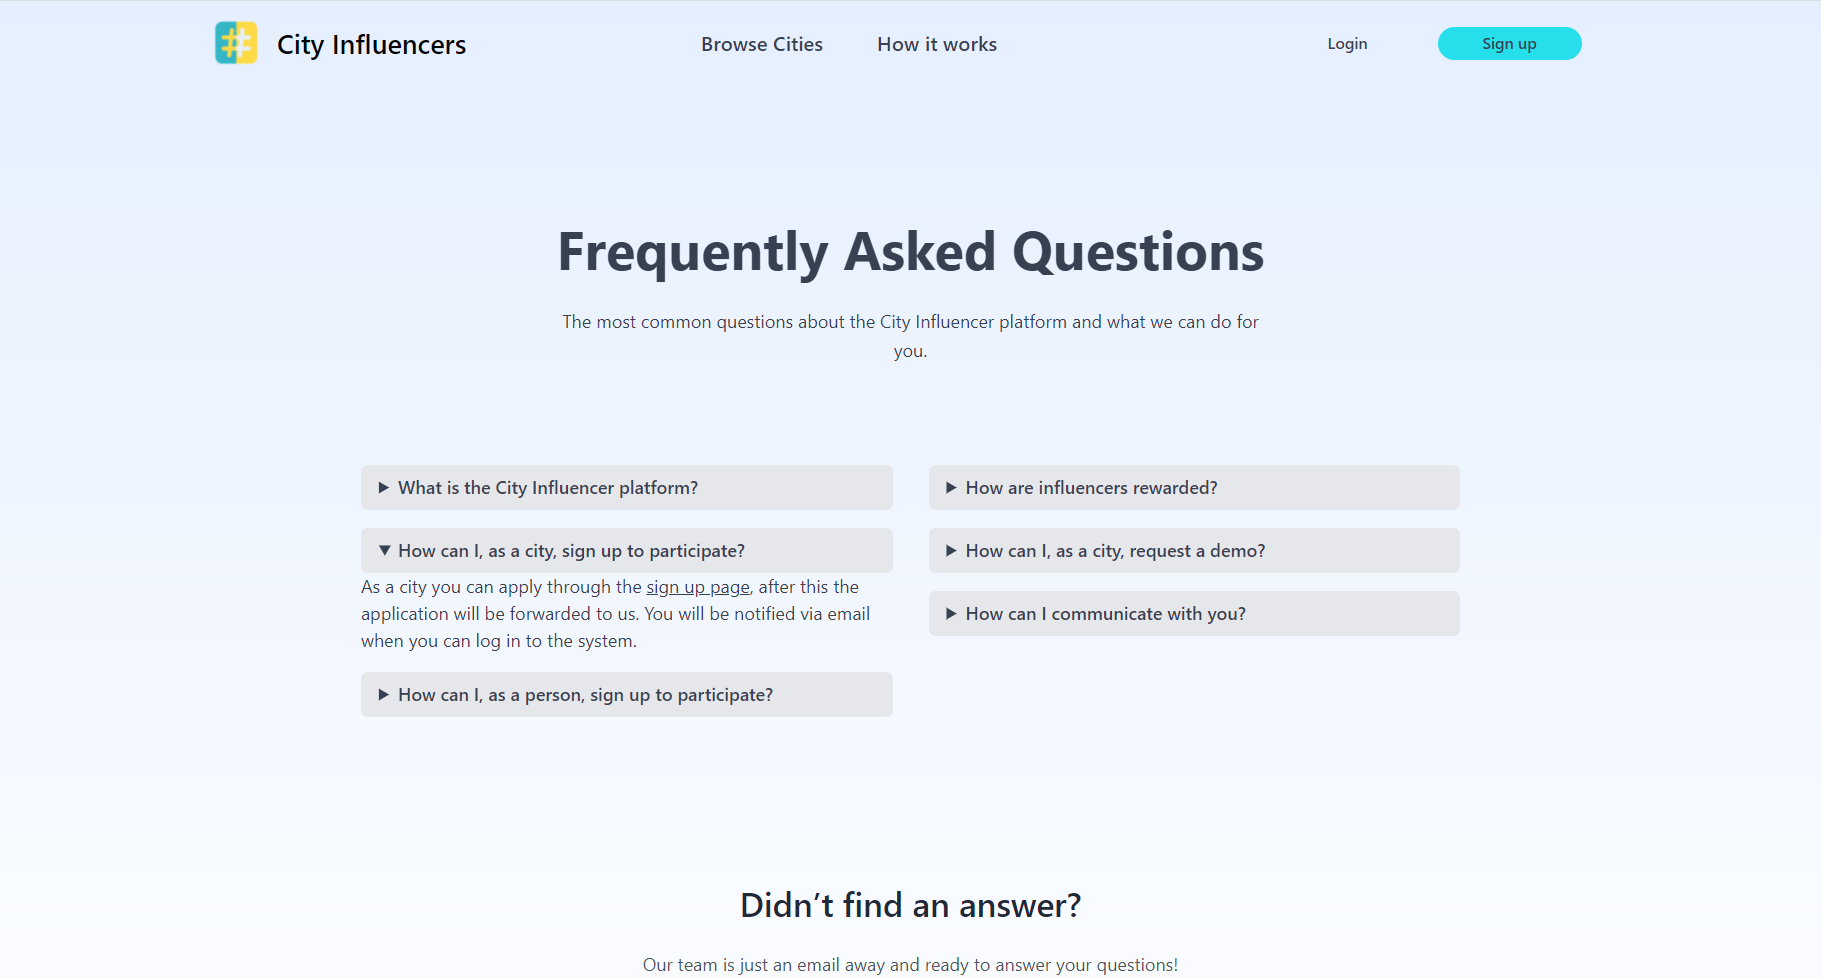 City Influencers
Browse Cities
How it works
Login
Sign up
Frequently Asked Questions
The most common questions about the City Influencer platform and what we can do for
you.
What is the City Influencer platform?
How can I, as a city, sign up to participate?
As a city you can apply through the sign up page, after this the
application will be forwarded to us. You will be notified via email
when you can log in to the system.
How can I, as a person, sign up to participate?
How are influencers rewarded?
How can I, as a city, request a demo?
How can I communicate with you?
Didn’t find an answer?
Our team is just an email away and ready to answer your questions!